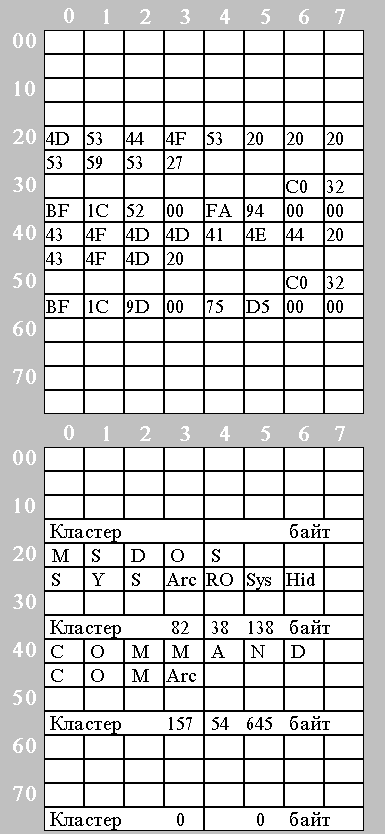 0 1 2 3 4 5 6 7
00
10
20 4D 53 44 4F 53 20 20 20
53 59 53 27
30 C0 32
BF 1C 52 00 FA 94 00 00
40 43 4F 4D 4D 41 4E 44 20
43 4F 4D 20
50 C0 32
BF 1C 9D 00 75 D5 00 00
60
70
0 1 2 3 4 5 6 7
00
10
Кластер байт
20 M S D O S
S Y S Arc RO Sys Hid
30
Кластер 82 38 138 байт
40 C O M M A N D
C O M Arc
50
Кластер 157 54 645 байт
60
70
Кластер 0 0 байт